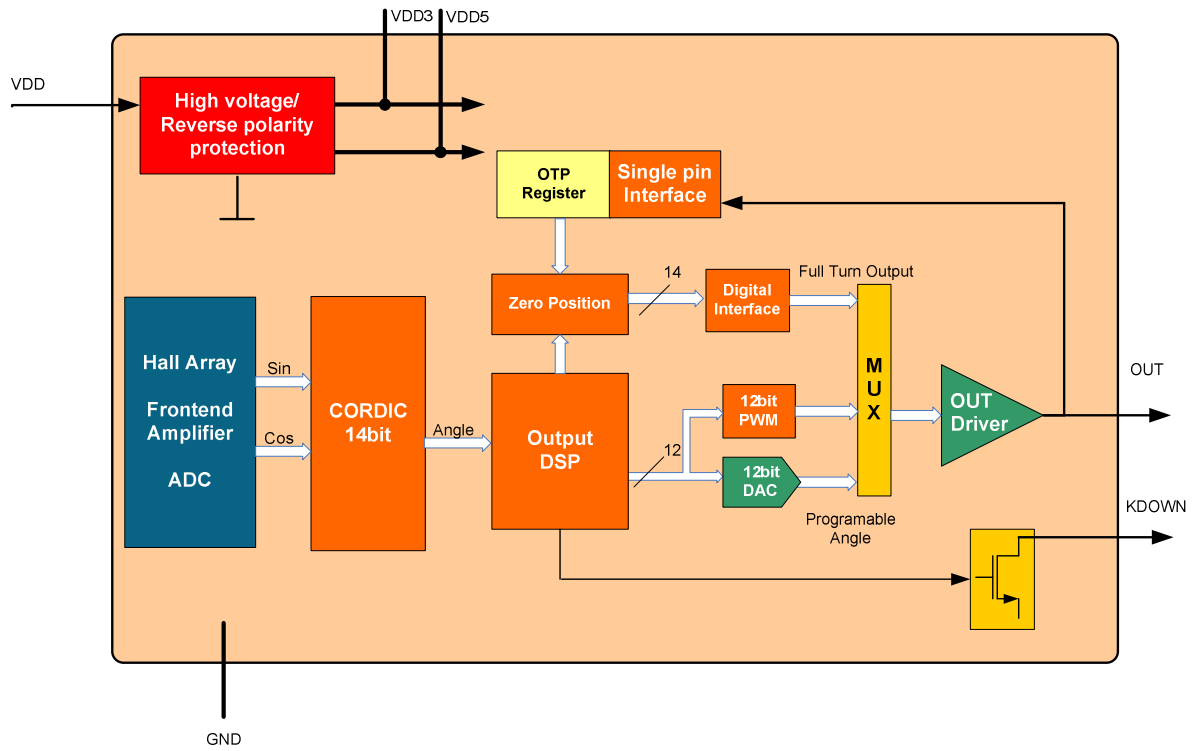 VDD3
VDD5
VDD
High voltage/
Reverse polarity
protection
OTP
Register
Single pin
Interface
Zero Position
14
Digital
Interface
Full Turn Output
Hall Array
Frontend
Amplifier
ADC
Sin
Cos
CORDIC
14bit
Angle
Output
DSP
12
12bit
PWM
12bit
DAC
M
U
X
Programable
Angle
OUT
Driver
OUT
KDOWN
GND